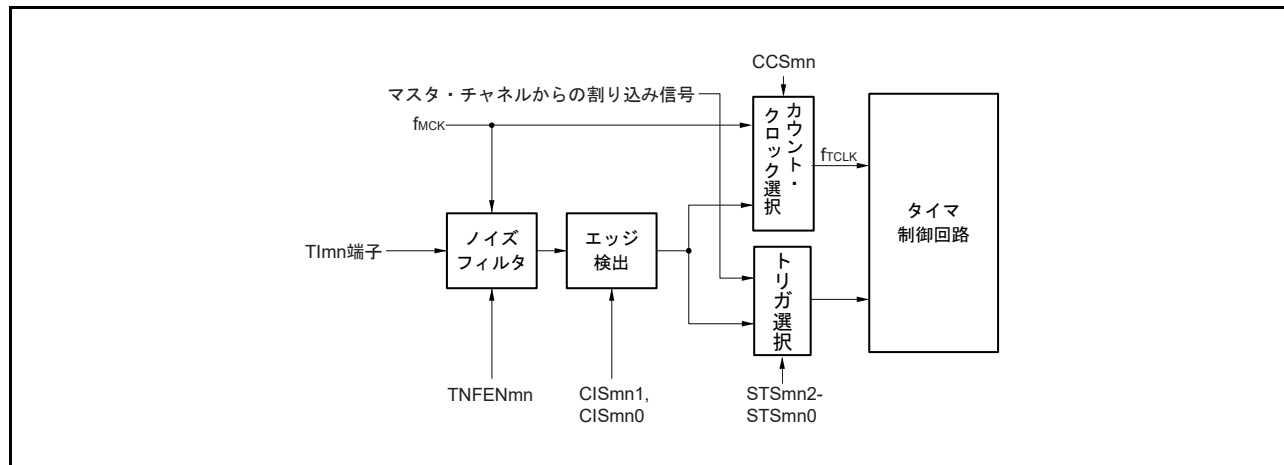 CCSmn
マスタ・チャネルからの割り込み信号
fMCK
カウント・
クロック選択
fTCLK
タイマ
制御回路
TImn端子
ノイズ
フィルタ
エッジ
検出
トリガ選択
TNFENmn
CISmn1,
CISmn0
STSmn2-
STSmn0